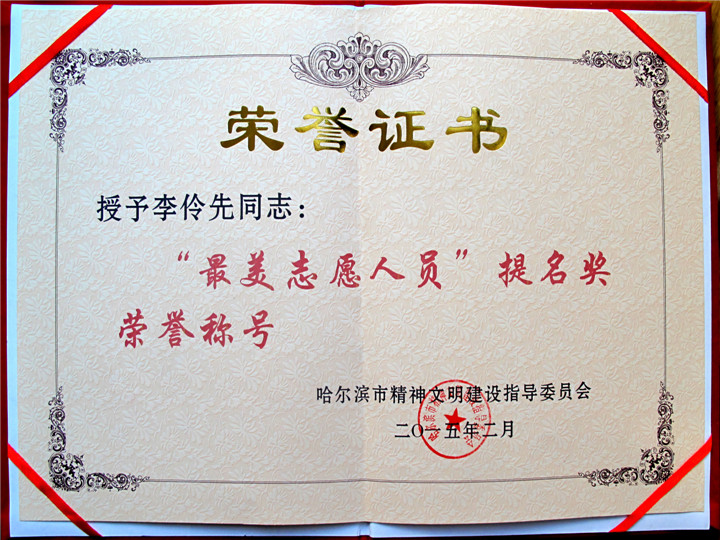 荣誉证书
授予李伶先同志：
“最美志愿人员”提名奖
荣誉称号
哈尔滨市精神文明建设指导委员会
二〇一五年二月